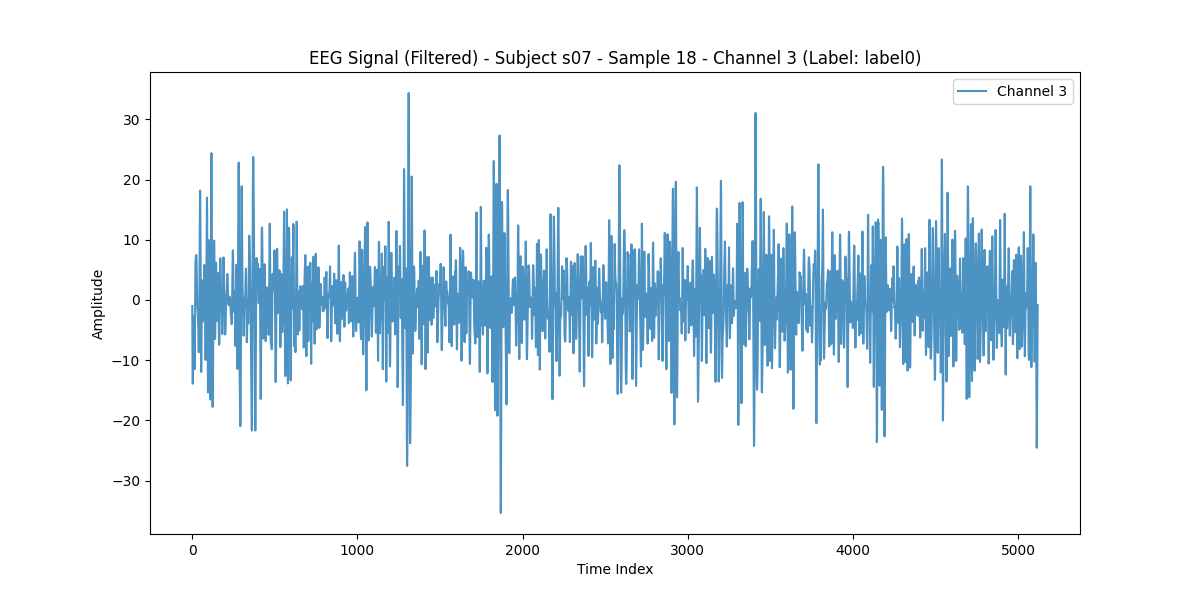 EEG Signal (Filtered) - Subject s07 - Sample 18 - Channel 3 (Label: label0)
Channel 3
Amplitude
30
20
10
0
−10
−20
−30
0 1000 2000 3000 4000 5000
Time Index